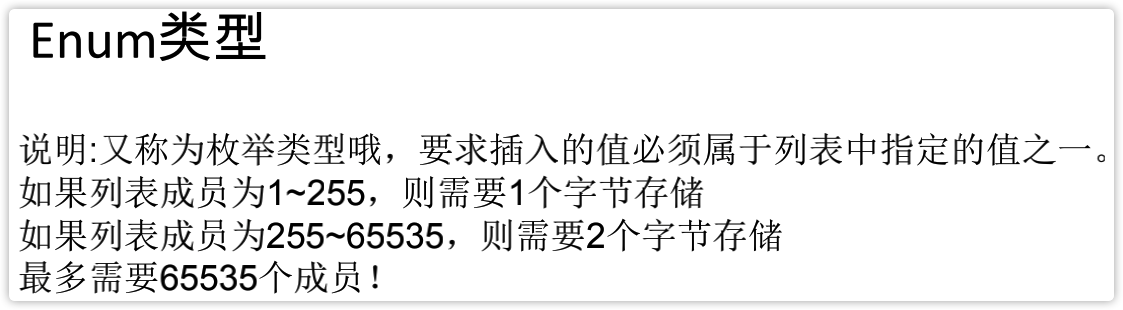 Enum类型
说明:又称为枚举类型哦，要求插入的值必须属于列表中指定的值之一。
如果列表成员为1~255，则需要1个字节存储
如果列表成员为255~65535，则需要2个字节存储
最多需要65535个成员！